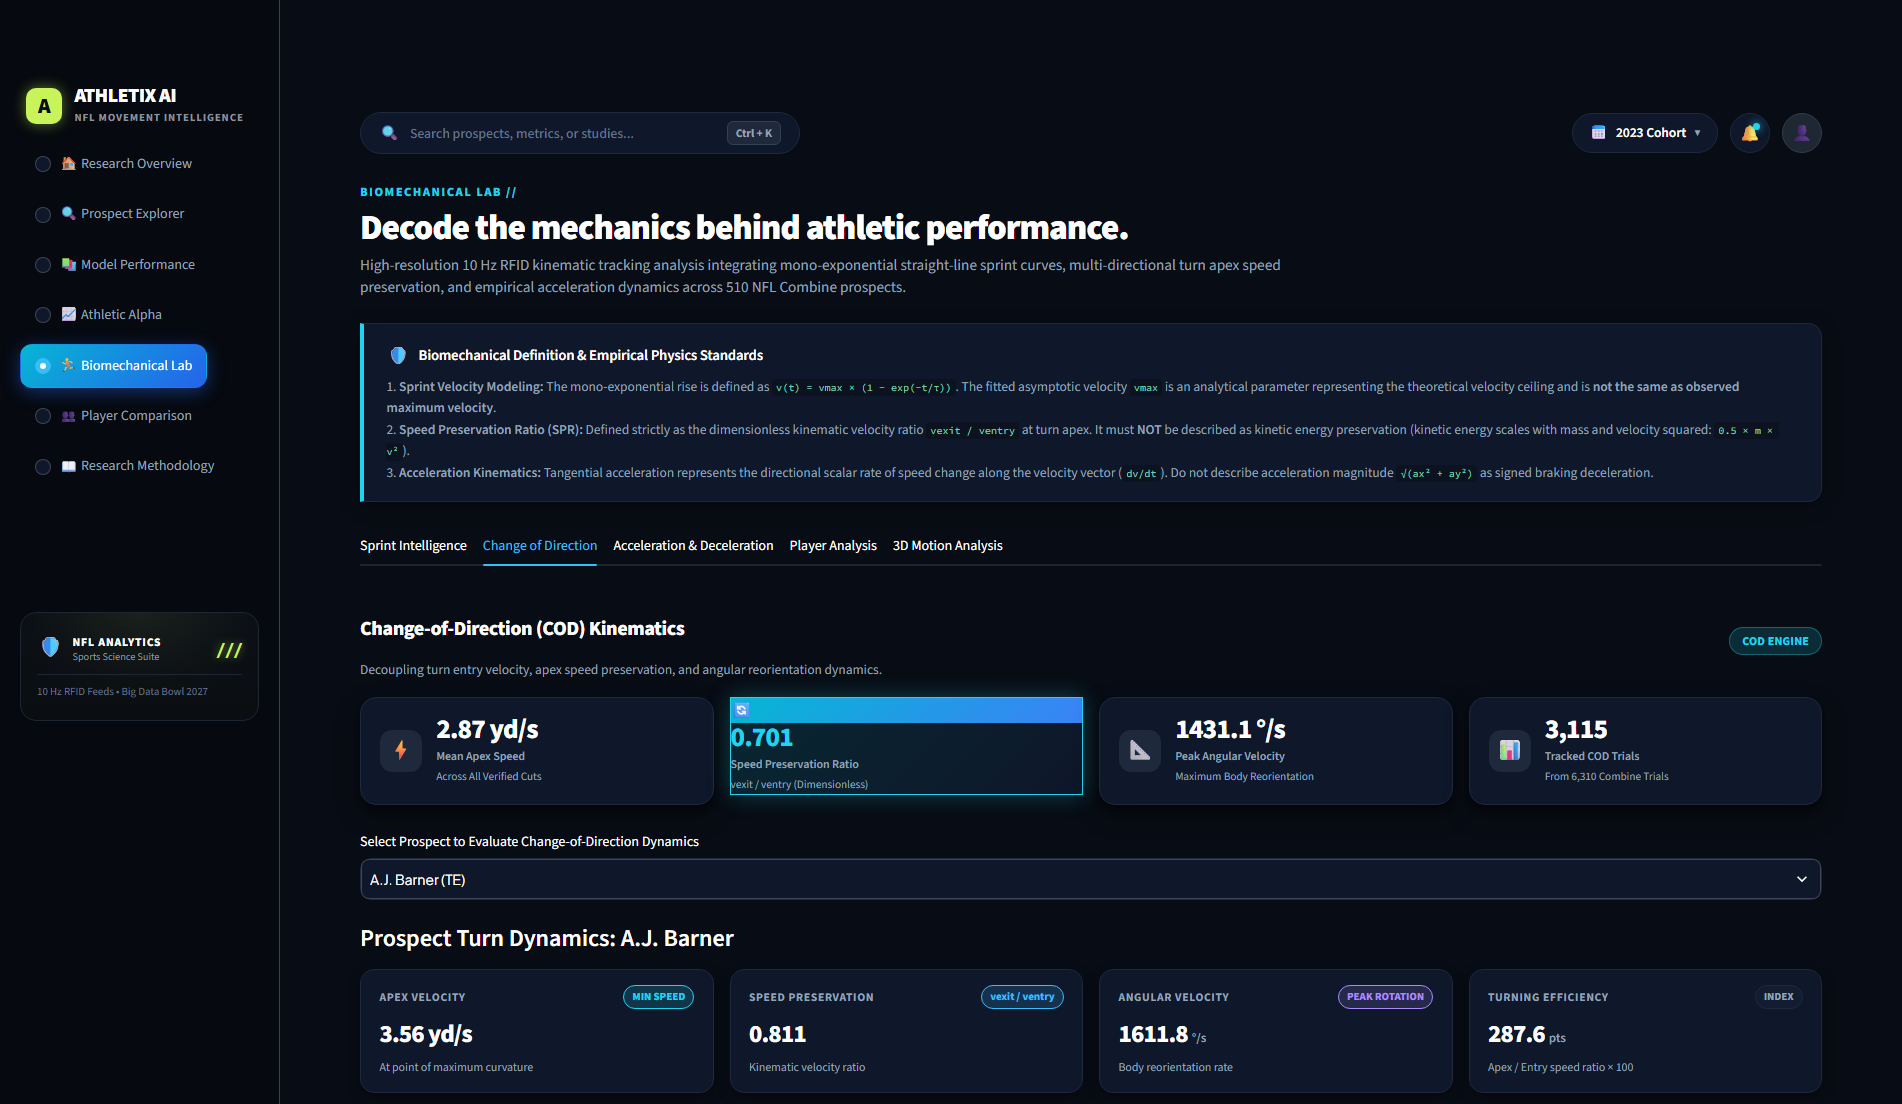 A
ATHLETIX AI
NFL MOVEMENT INTELLIGENCE
Research Overview
Prospect Explorer
Model Performance
Athletic Alpha
Biomechanical Lab
Player Comparison
Research Methodology
NFL ANALYTICS
Sports Science Suite
///
10 Hz RFID Feeds • Big Data Bowl 2027
Search prospects, metrics, or studies...
Ctrl + K
2023 Cohort ▾
BIOMECHANICAL LAB //
Decode the mechanics behind athletic performance.
High-resolution 10 Hz RFID kinematic tracking analysis integrating mono-exponential straight-line sprint curves, multi-directional turn apex speed
preservation, and empirical acceleration dynamics across 510 NFL Combine prospects.
Biomechanical Definition & Empirical Physics Standards
1. Sprint Velocity Modeling: The mono-exponential rise is defined as v(t) = vmax × (1 - exp(-t/τ)) . The fitted asymptotic velocity vmax is an analytical parameter representing the theoretical velocity ceiling and is not the same as observed
maximum velocity.
2. Speed Preservation Ratio (SPR): Defined strictly as the dimensionless kinematic velocity ratio vexit / ventry at turn apex. It must NOT be described as kinetic energy preservation (kinetic energy scales with mass and velocity squared: 0.5 × m ×
v² ).
3. Acceleration Kinematics: Tangential acceleration represents the directional scalar rate of speed change along the velocity vector ( dv/dt ). Do not describe acceleration magnitude √(ax² + ay²) as signed braking deceleration.
Sprint Intelligence
Change of Direction
Acceleration & Deceleration
Player Analysis
3D Motion Analysis
Change-of-Direction (COD) Kinematics
COD ENGINE
Decoupling turn entry velocity, apex speed preservation, and angular reorientation dynamics.
2.87 yd/s
Mean Apex Speed
Across All Verified Cuts
0.701
Speed Preservation Ratio
vexit / ventry (Dimensionless)
1431.1 °/s
Peak Angular Velocity
Maximum Body Reorientation
3,115
Tracked COD Trials
From 6,310 Combine Trials
Select Prospect to Evaluate Change-of-Direction Dynamics
A.J. Barner (TE)
Prospect Turn Dynamics: A.J. Barner
APEX VELOCITY
MIN SPEED
3.56 yd/s
At point of maximum curvature
SPEED PRESERVATION
vexit / ventry
0.811
Kinematic velocity ratio
ANGULAR VELOCITY
PEAK ROTATION
1611.8 °/s
Body reorientation rate
TURNING EFFICIENCY
INDEX
287.6 pts
Apex / Entry speed ratio × 100